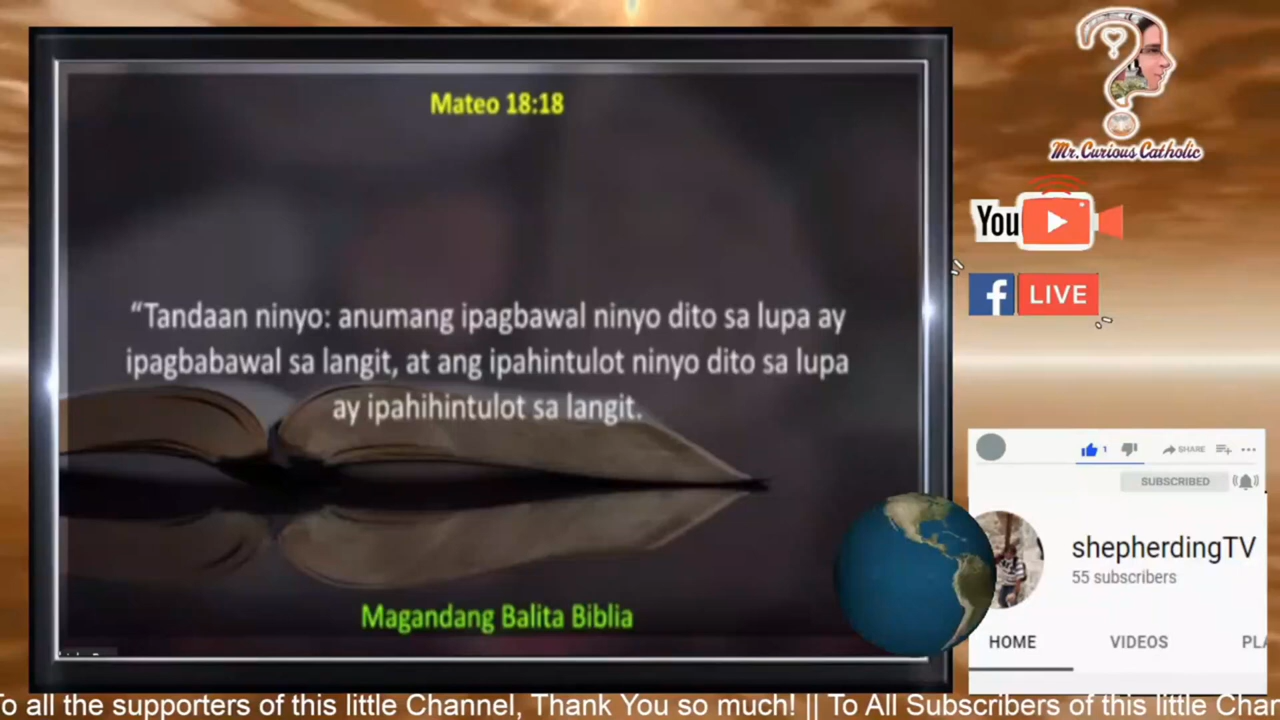 Mateo 18:18
“Tandaan ninyo: anumang ipagbawal ninyo dito sa lupa ay
ipagbabawal sa langit, at ang ipahintulot ninyo dito sa lupa
ay ipahihintulot sa langit.
Magandang Balita Biblia
?
Mr.Curious Catholic
You
f LIVE
1 SHARE
SUBSCRIBED
shepherdingTV
55 subscribers
HOME VIDEOS PLA
To all the supporters of this little Channel, Thank You so much! || To All Subscribers of this little Chan